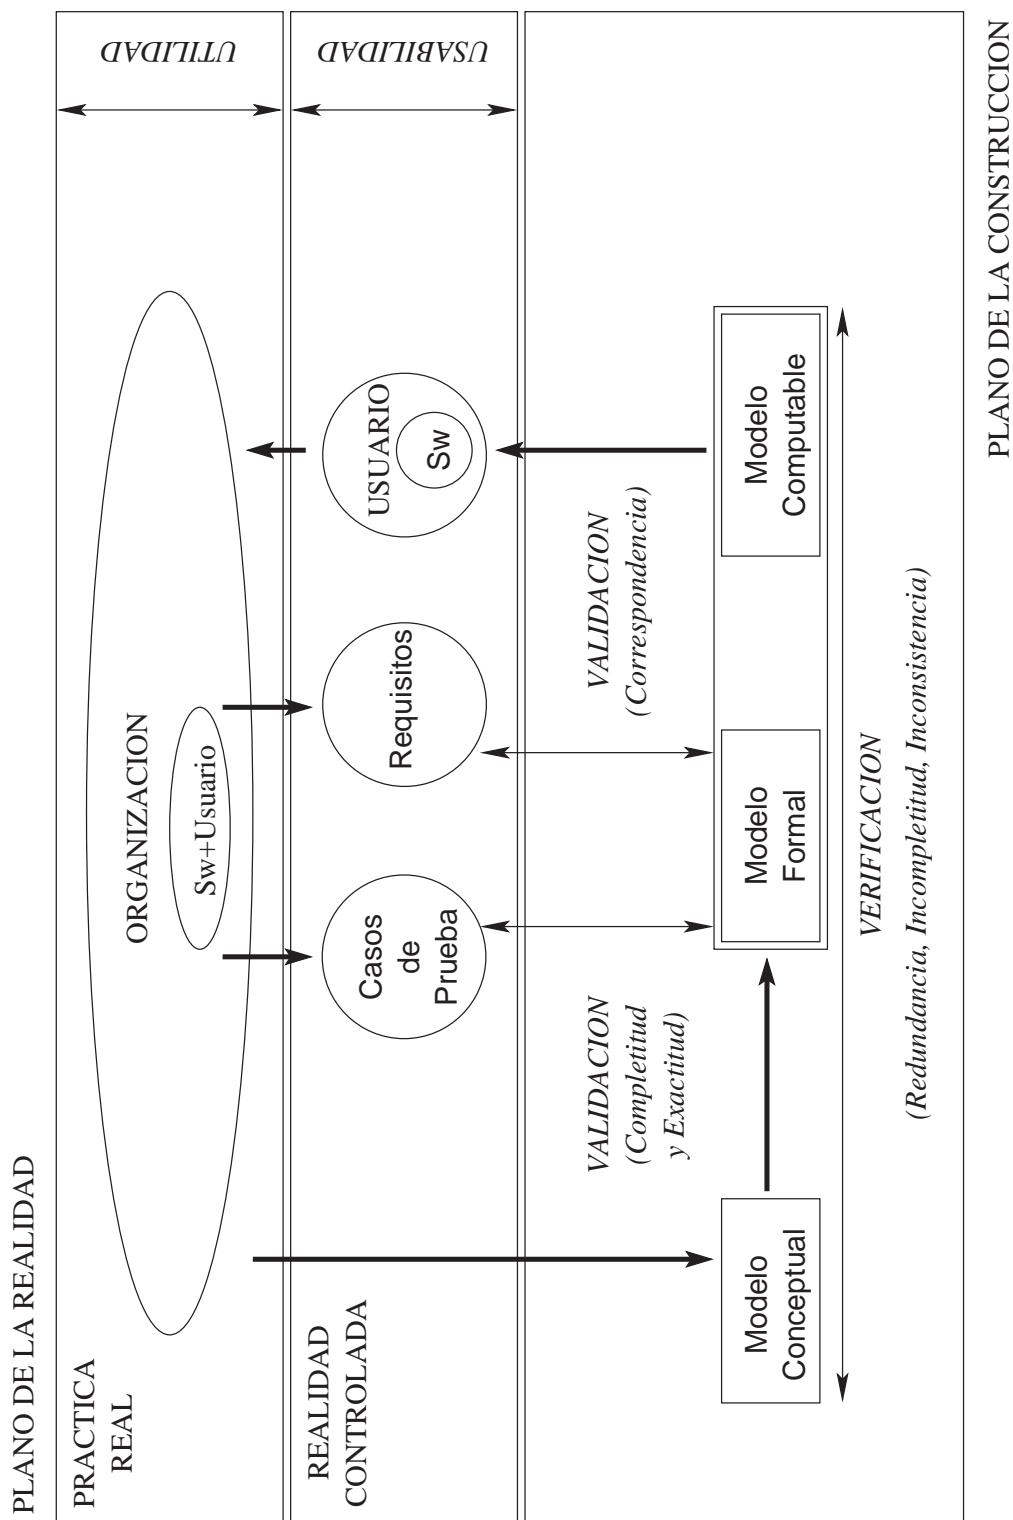 PLANO DE LA REALIDAD
PRACTICA
REAL
ORGANIZACION
Sw+Usuario
UTILIDAD
REALIDAD
CONTROLADA
Casos
de
Prueba
Requisitos
USUARIO
Sw
USABILIDAD
VALIDACION
(Completitud
y Exactitud)
VALIDACION
(Correspondencia)
Modelo
Conceptual
Modelo
Formal
Modelo
Computable
VERIFICACION
(Redundancia, Incompletitud, Inconsistencia)
PLANO DE LA CONSTRUCCION